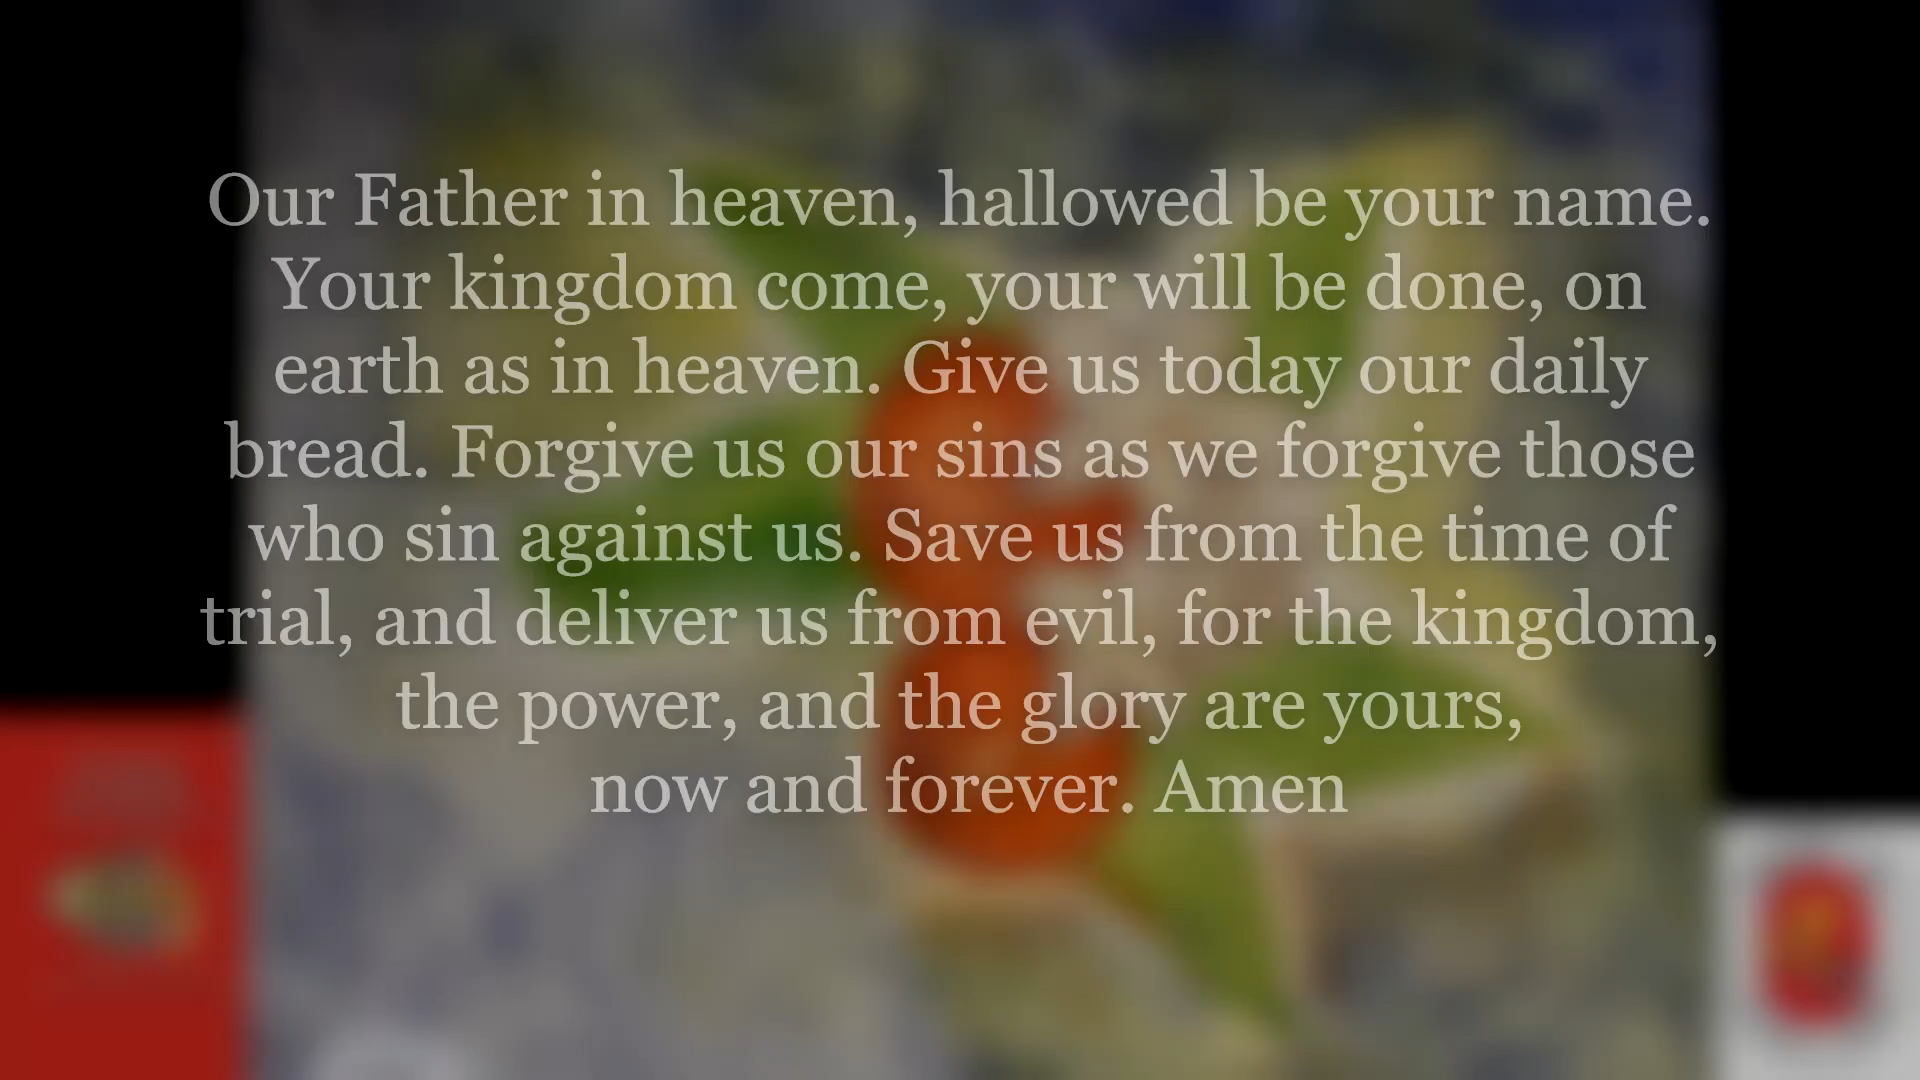 Our Father in heaven, hallowed be your name.
Your kingdom come, your will be done, on
earth as in heaven. Give us today our daily
bread. Forgive us our sins as we forgive those
who sin against us. Save us from the time of
trial, and deliver us from evil, for the kingdom,
the power, and the glory are yours,
now and forever. Amen